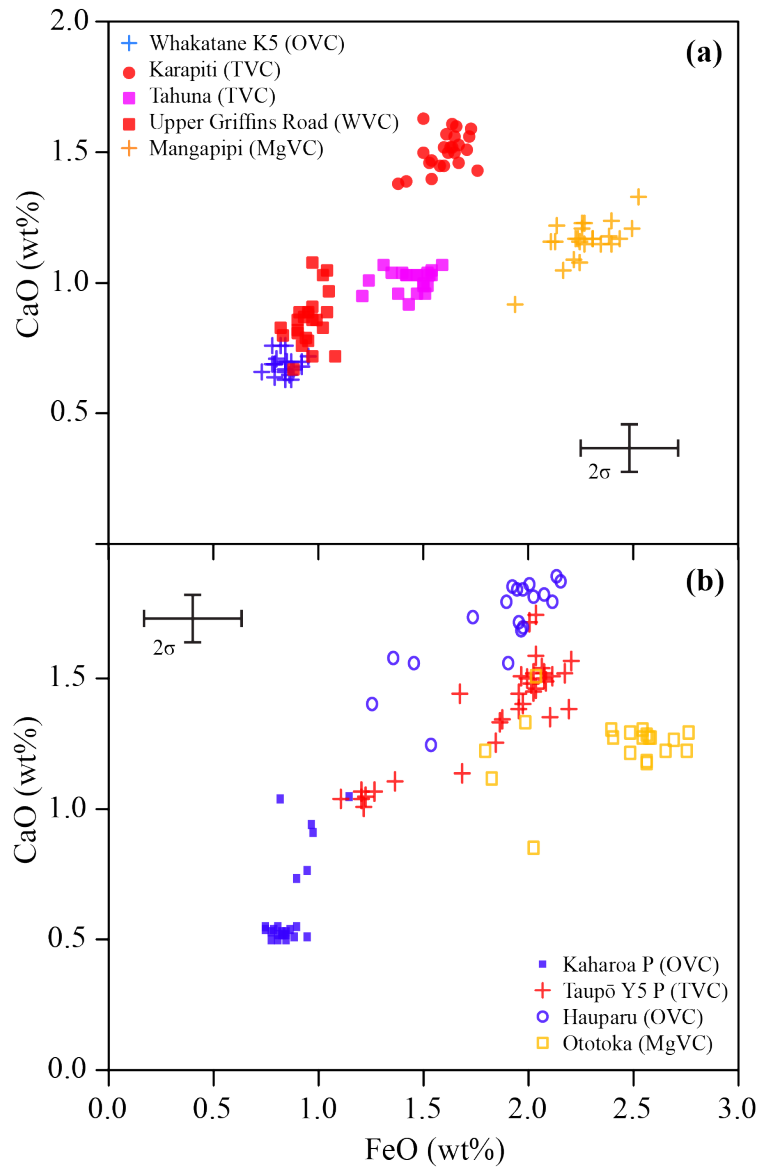 2.0
(a)
Whakatane K5 (OVC)
Karapiti (TVC)
Tahuna (TVC)
Upper Griffins Road (WVC)
Mangapipi (MgVC)
1.5
CaO (wt%)
1.0
0.5
2σ
(b)
2σ
1.5
CaO (wt%)
1.0
0.5
Kaharoa P (OVC)
Taupō Y5 P (TVC)
Hauparu (OVC)
Ototoka (MgVC)
0.0
0.0 0.5 1.0 1.5 2.0 2.5 3.0
FeO (wt%)